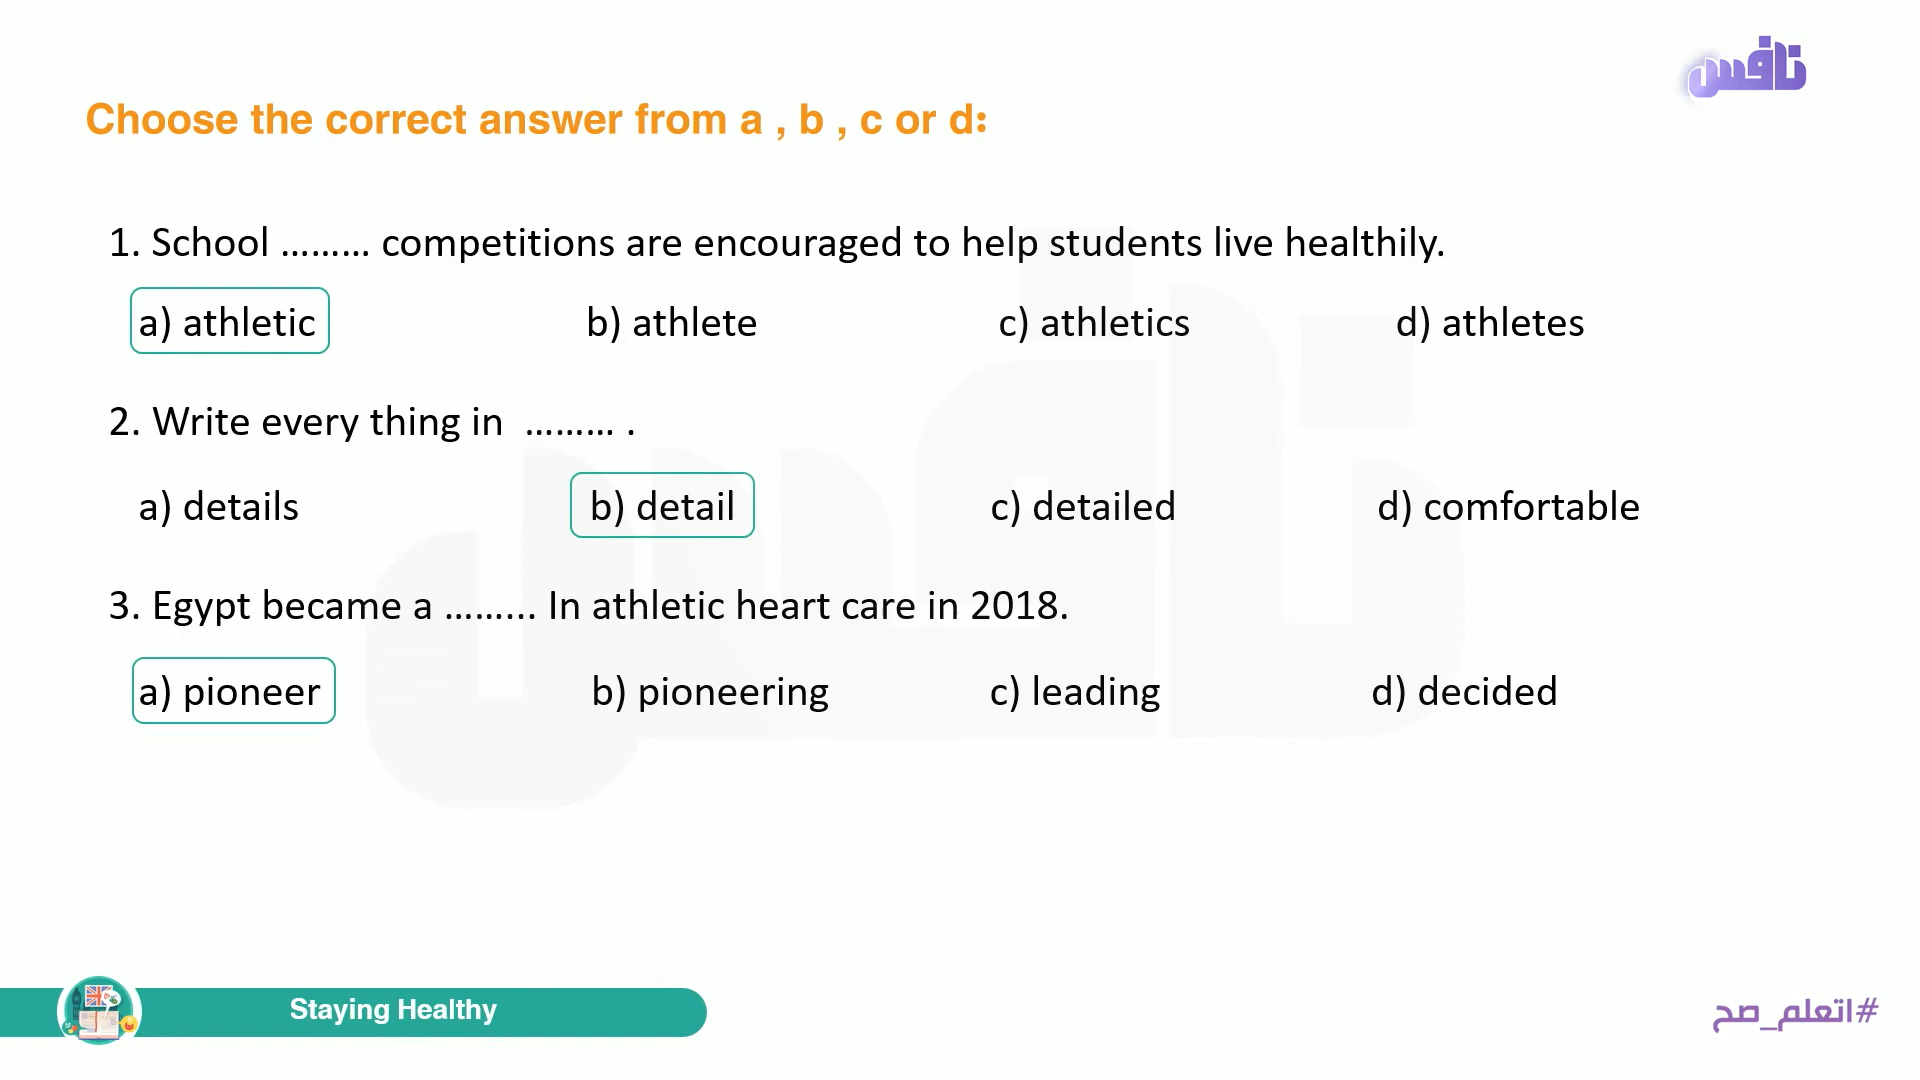 نافس
Choose the correct answer from a , b , c or d:
1. School ……… competitions are encouraged to help students live healthily.
a) athletic b) athlete c) athletics d) athletes
2. Write every thing in ……… .
a) details b) detail c) detailed d) comfortable
3. Egypt became a ……... In athletic heart care in 2018.
a) pioneer b) pioneering c) leading d) decided
Staying Healthy
#اتعلم_صح